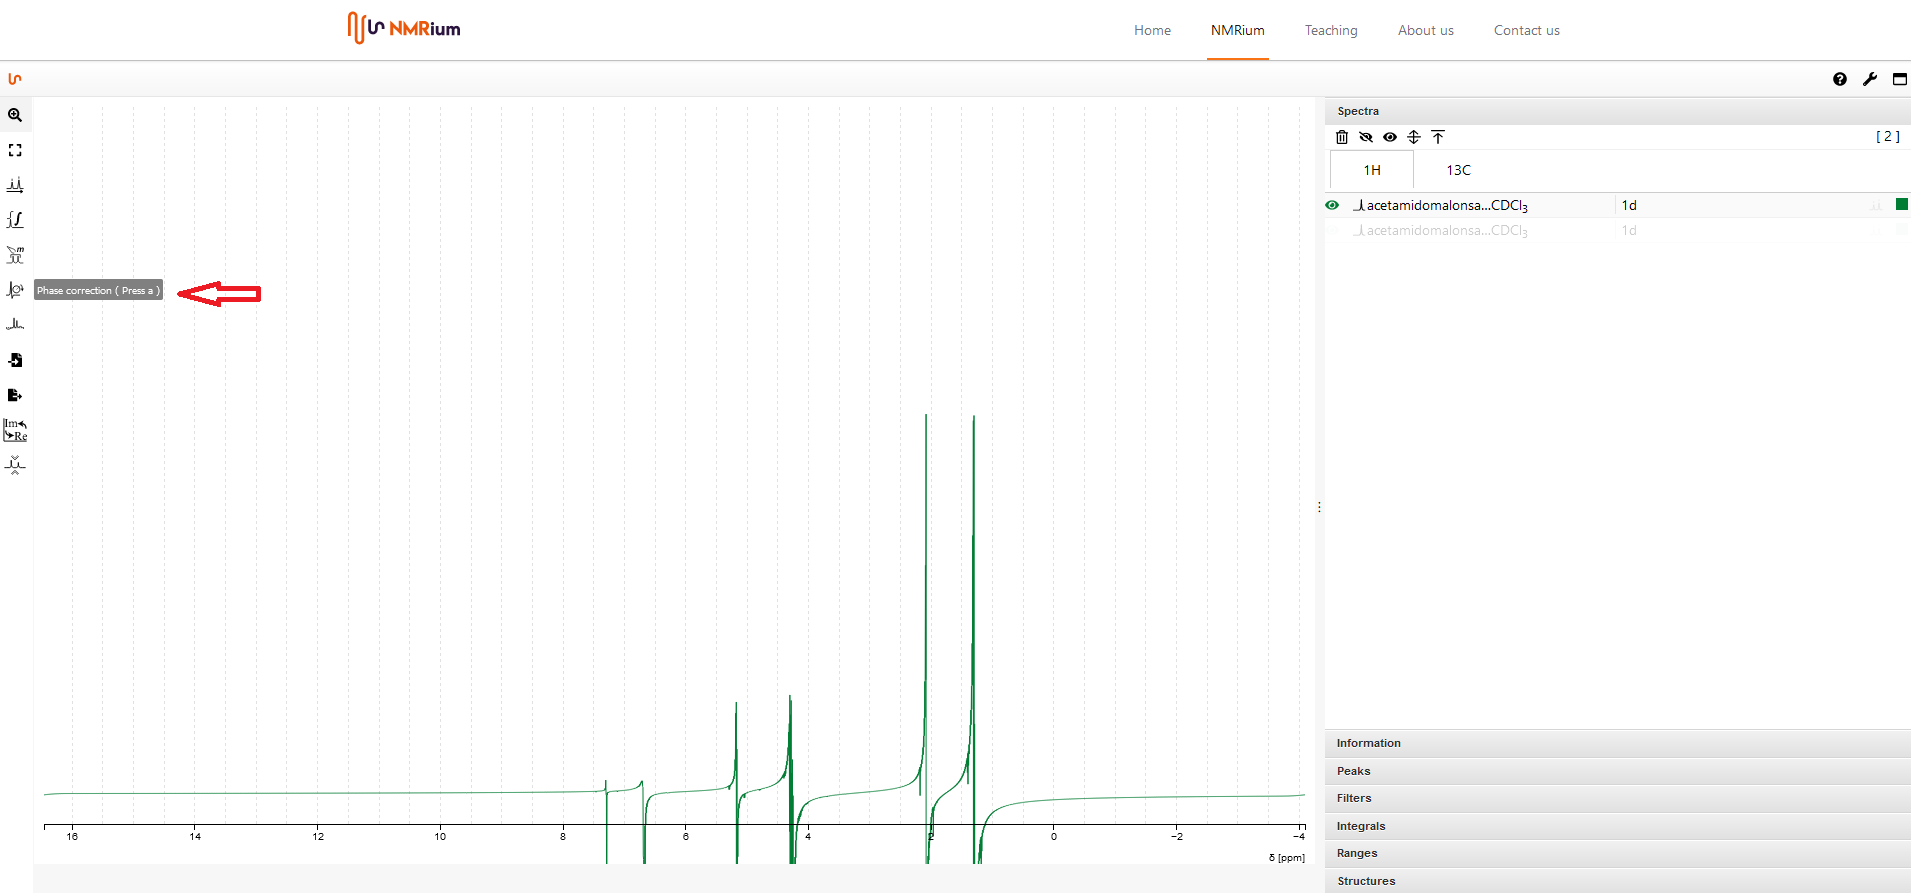 NMRium
Home NMRium Teaching About us Contact us
Spectra
[ 2 ]
1H 13C
acetamidomalonsa...CDCl3 1d
acetamidomalonsa...CDCl3 1d
Phase correction ( Press a )
Im
Re
16 14 12 10 8 6 4 2 0 −2 −4
δ [ppm]
Information
Peaks
Filters
Integrals
Ranges
Structures